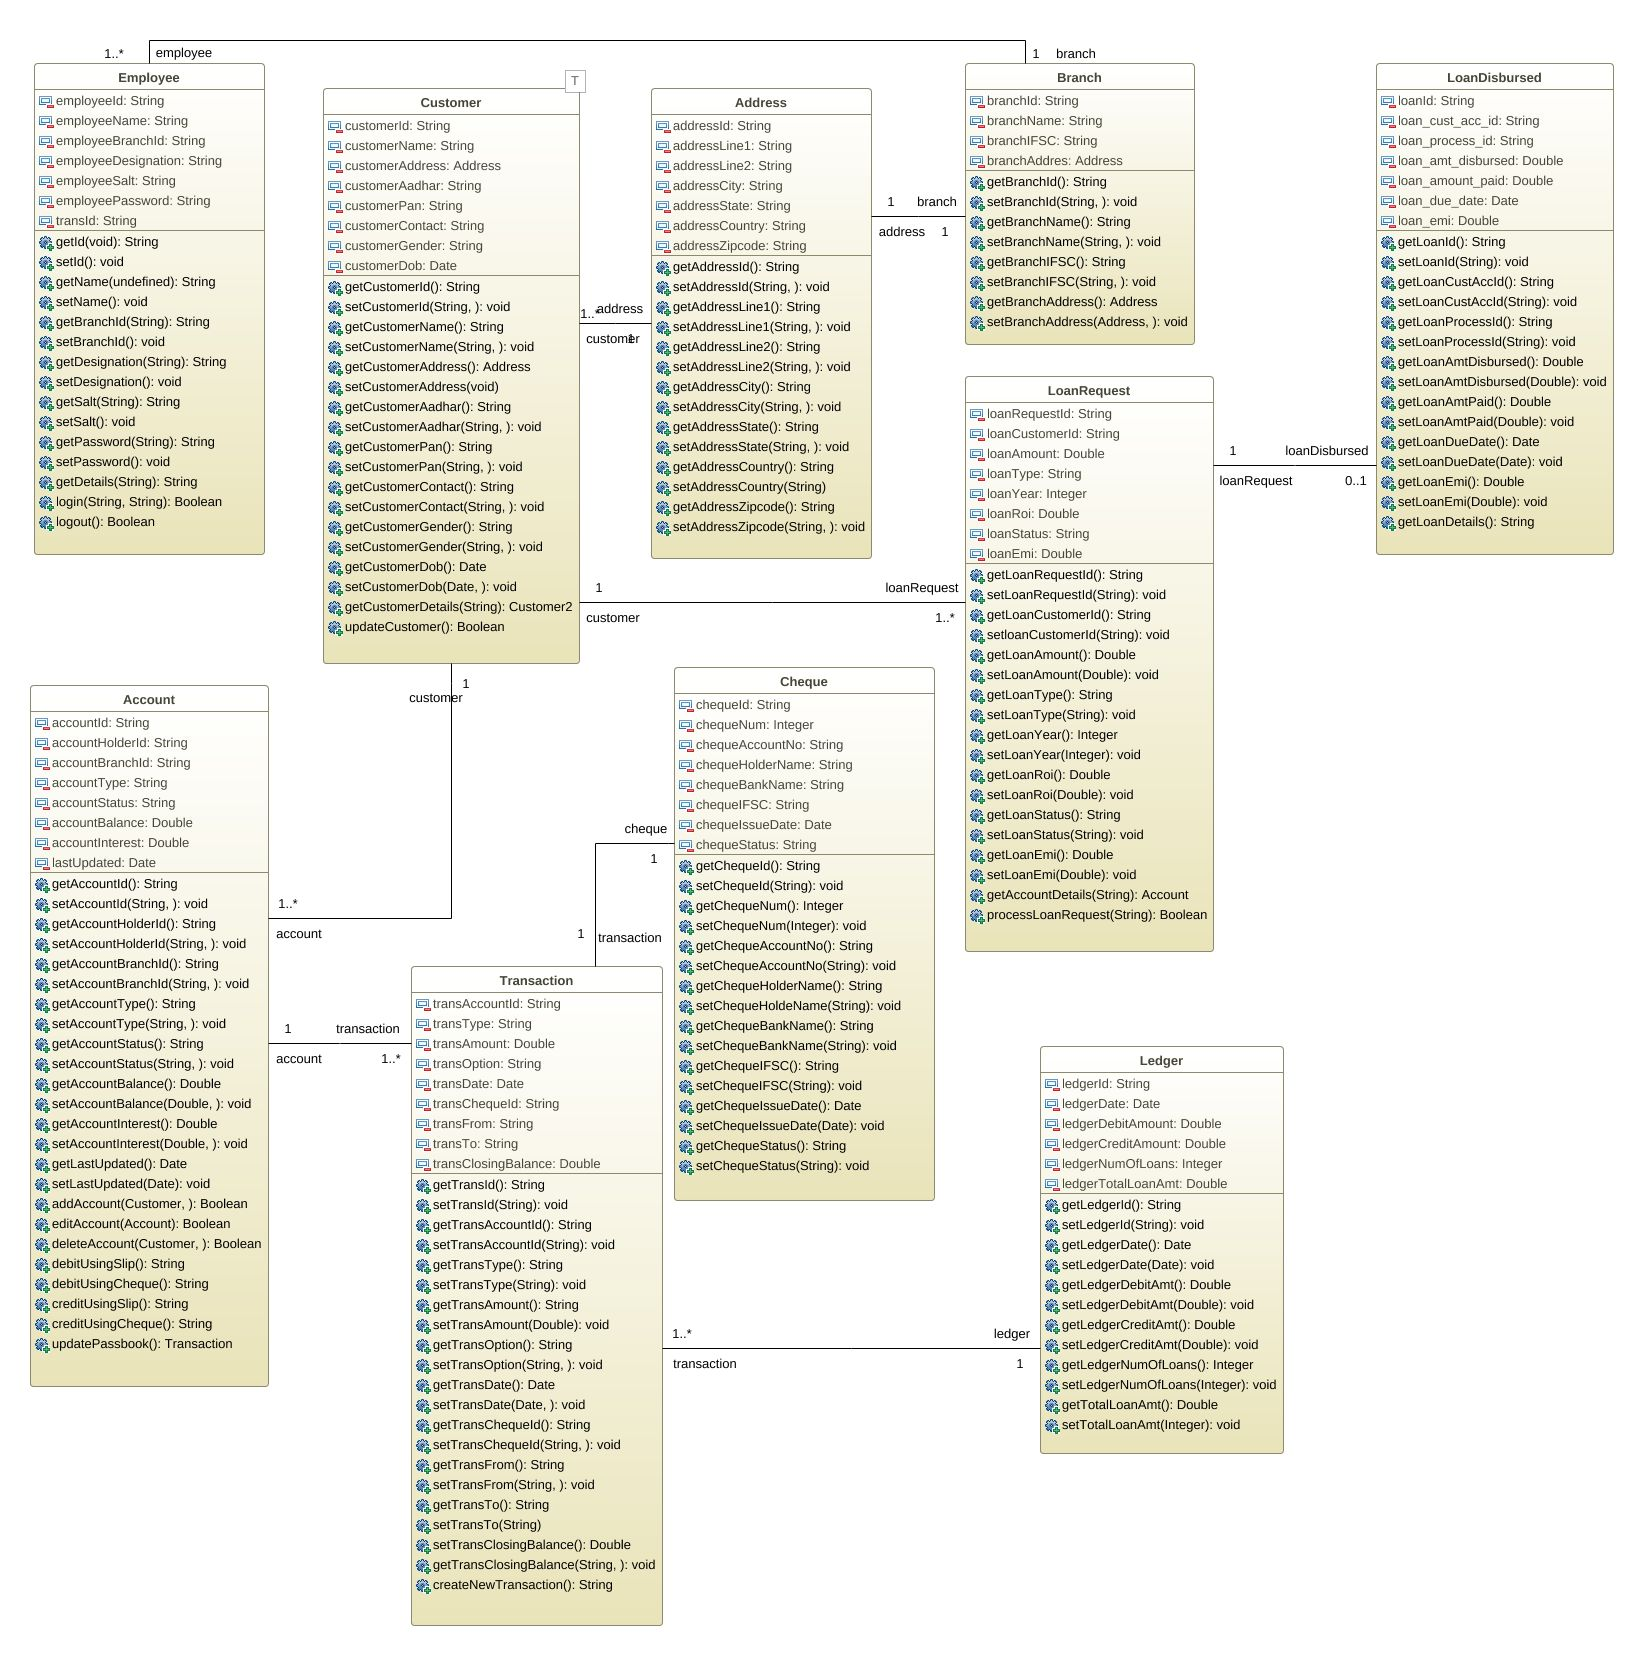 1..*
employee
1
branch
Employee
employeeId: String
employeeName: String
employeeBranchId: String
employeeDesignation: String
employeeSalt: String
employeePassword: String
transId: String
getId(void): String
setId(): void
getName(undefined): String
setName(): void
getBranchId(String): String
setBranchId(): void
getDesignation(String): String
setDesignation(): void
getSalt(String): String
setSalt(): void
getPassword(String): String
setPassword(): void
getDetails(String): String
login(String, String): Boolean
logout(): Boolean
T
Customer
customerId: String
customerName: String
customerAddress: Address
customerAadhar: String
customerPan: String
customerContact: String
customerGender: String
customerDob: Date
getCustomerId(): String
setCustomerId(String, ): void
getCustomerName(): String
setCustomerName(String, ): void
getCustomerAddress(): Address
setCustomerAddress(void)
getCustomerAadhar(): String
setCustomerAadhar(String, ): void
getCustomerPan(): String
setCustomerPan(String, ): void
getCustomerContact(): String
setCustomerContact(String, ): void
getCustomerGender(): String
setCustomerGender(String, ): void
getCustomerDob(): Date
setCustomerDob(Date, ): void
getCustomerDetails(String): Customer2
updateCustomer(): Boolean
1..*
address
customer
1
Address
addressId: String
addressLine1: String
addressLine2: String
addressCity: String
addressState: String
addressCountry: String
addressZipcode: String
getAddressId(): String
setAddressId(String, ): void
getAddressLine1(): String
setAddressLine1(String, ): void
getAddressLine2(): String
setAddressLine2(String, ): void
getAddressCity(): String
setAddressCity(String, ): void
getAddressState(): String
setAddressState(String, ): void
getAddressCountry(): String
setAddressCountry(String)
getAddressZipcode(): String
setAddressZipcode(String, ): void
1
branch
address
1
Branch
branchId: String
branchName: String
branchIFSC: String
branchAddres: Address
getBranchId(): String
setBranchId(String, ): void
getBranchName(): String
setBranchName(String, ): void
getBranchIFSC(): String
setBranchIFSC(String, ): void
getBranchAddress(): Address
setBranchAddress(Address, ): void
LoanDisbursed
loanId: String
loan_cust_acc_id: String
loan_process_id: String
loan_amt_disbursed: Double
loan_amount_paid: Double
loan_due_date: Date
loan_emi: Double
getLoanId(): String
setLoanId(String): void
getLoanCustAccId(): String
setLoanCustAccId(String): void
getLoanProcessId(): String
setLoanProcessId(String): void
getLoanAmtDisbursed(): Double
setLoanAmtDisbursed(Double): void
getLoanAmtPaid(): Double
setLoanAmtPaid(Double): void
getLoanDueDate(): Date
setLoanDueDate(Date): void
getLoanEmi(): Double
setLoanEmi(Double): void
getLoanDetails(): String
1
loanDisbursed
loanRequest
0..1
LoanRequest
loanRequestId: String
loanCustomerId: String
loanAmount: Double
loanType: String
loanYear: Integer
loanRoi: Double
loanStatus: String
loanEmi: Double
getLoanRequestId(): String
setLoanRequestId(String): void
getLoanCustomerId(): String
setloanCustomerId(String): void
getLoanAmount(): Double
setLoanAmount(Double): void
getLoanType(): String
setLoanType(String): void
getLoanYear(): Integer
setLoanYear(Integer): void
getLoanRoi(): Double
setLoanRoi(Double): void
getLoanStatus(): String
setLoanStatus(String): void
getLoanEmi(): Double
setLoanEmi(Double): void
getAccountDetails(String): Account
processLoanRequest(String): Boolean
1
loanRequest
customer
1..*
1
customer
Account
accountId: String
accountHolderId: String
accountBranchId: String
accountType: String
accountStatus: String
accountBalance: Double
accountInterest: Double
lastUpdated: Date
getAccountId(): String
setAccountId(String, ): void
getAccountHolderId(): String
setAccountHolderId(String, ): void
getAccountBranchId(): String
setAccountBranchId(String, ): void
getAccountType(): String
setAccountType(String, ): void
getAccountStatus(): String
setAccountStatus(String, ): void
getAccountBalance(): Double
setAccountBalance(Double, ): void
getAccountInterest(): Double
setAccountInterest(Double, ): void
getLastUpdated(): Date
setLastUpdated(Date): void
addAccount(Customer, ): Boolean
editAccount(Account): Boolean
deleteAccount(Customer, ): Boolean
debitUsingSlip(): String
debitUsingCheque(): String
creditUsingSlip(): String
creditUsingCheque(): String
updatePassbook(): Transaction
1..*
account
1
transaction
account
1..*
Cheque
chequeId: String
chequeNum: Integer
chequeAccountNo: String
chequeHolderName: String
chequeBankName: String
chequeIFSC: String
chequeIssueDate: Date
chequeStatus: String
getChequeId(): String
setChequeId(String): void
getChequeNum(): Integer
setChequeNum(Integer): void
getChequeAccountNo(): String
setChequeAccountNo(String): void
getChequeHolderName(): String
setChequeHoldeName(String): void
getChequeBankName(): String
setChequeBankName(String): void
getChequeIFSC(): String
setChequeIFSC(String): void
getChequeIssueDate(): Date
setChequeIssueDate(Date): void
getChequeStatus(): String
setChequeStatus(String): void
cheque
1
1
transaction
Transaction
transAccountId: String
transType: String
transAmount: Double
transOption: String
transDate: Date
transChequeId: String
transFrom: String
transTo: String
transClosingBalance: Double
getTransId(): String
setTransId(String): void
getTransAccountId(): String
setTransAccountId(String): void
getTransType(): String
setTransType(String): void
getTransAmount(): String
setTransAmount(Double): void
getTransOption(): String
setTransOption(String, ): void
getTransDate(): Date
setTransDate(Date, ): void
getTransChequeId(): String
setTransChequeId(String, ): void
getTransFrom(): String
setTransFrom(String, ): void
getTransTo(): String
setTransTo(String)
setTransClosingBalance(): Double
getTransClosingBalance(String, ): void
createNewTransaction(): String
1..*
ledger
transaction
1
Ledger
ledgerId: String
ledgerDate: Date
ledgerDebitAmount: Double
ledgerCreditAmount: Double
ledgerNumOfLoans: Integer
ledgerTotalLoanAmt: Double
getLedgerId(): String
setLedgerId(String): void
getLedgerDate(): Date
setLedgerDate(Date): void
getLedgerDebitAmt(): Double
setLedgerDebitAmt(Double): void
getLedgerCreditAmt(): Double
setLedgerCreditAmt(Double): void
getLedgerNumOfLoans(): Integer
setLedgerNumOfLoans(Integer): void
getTotalLoanAmt(): Double
setTotalLoanAmt(Integer): void